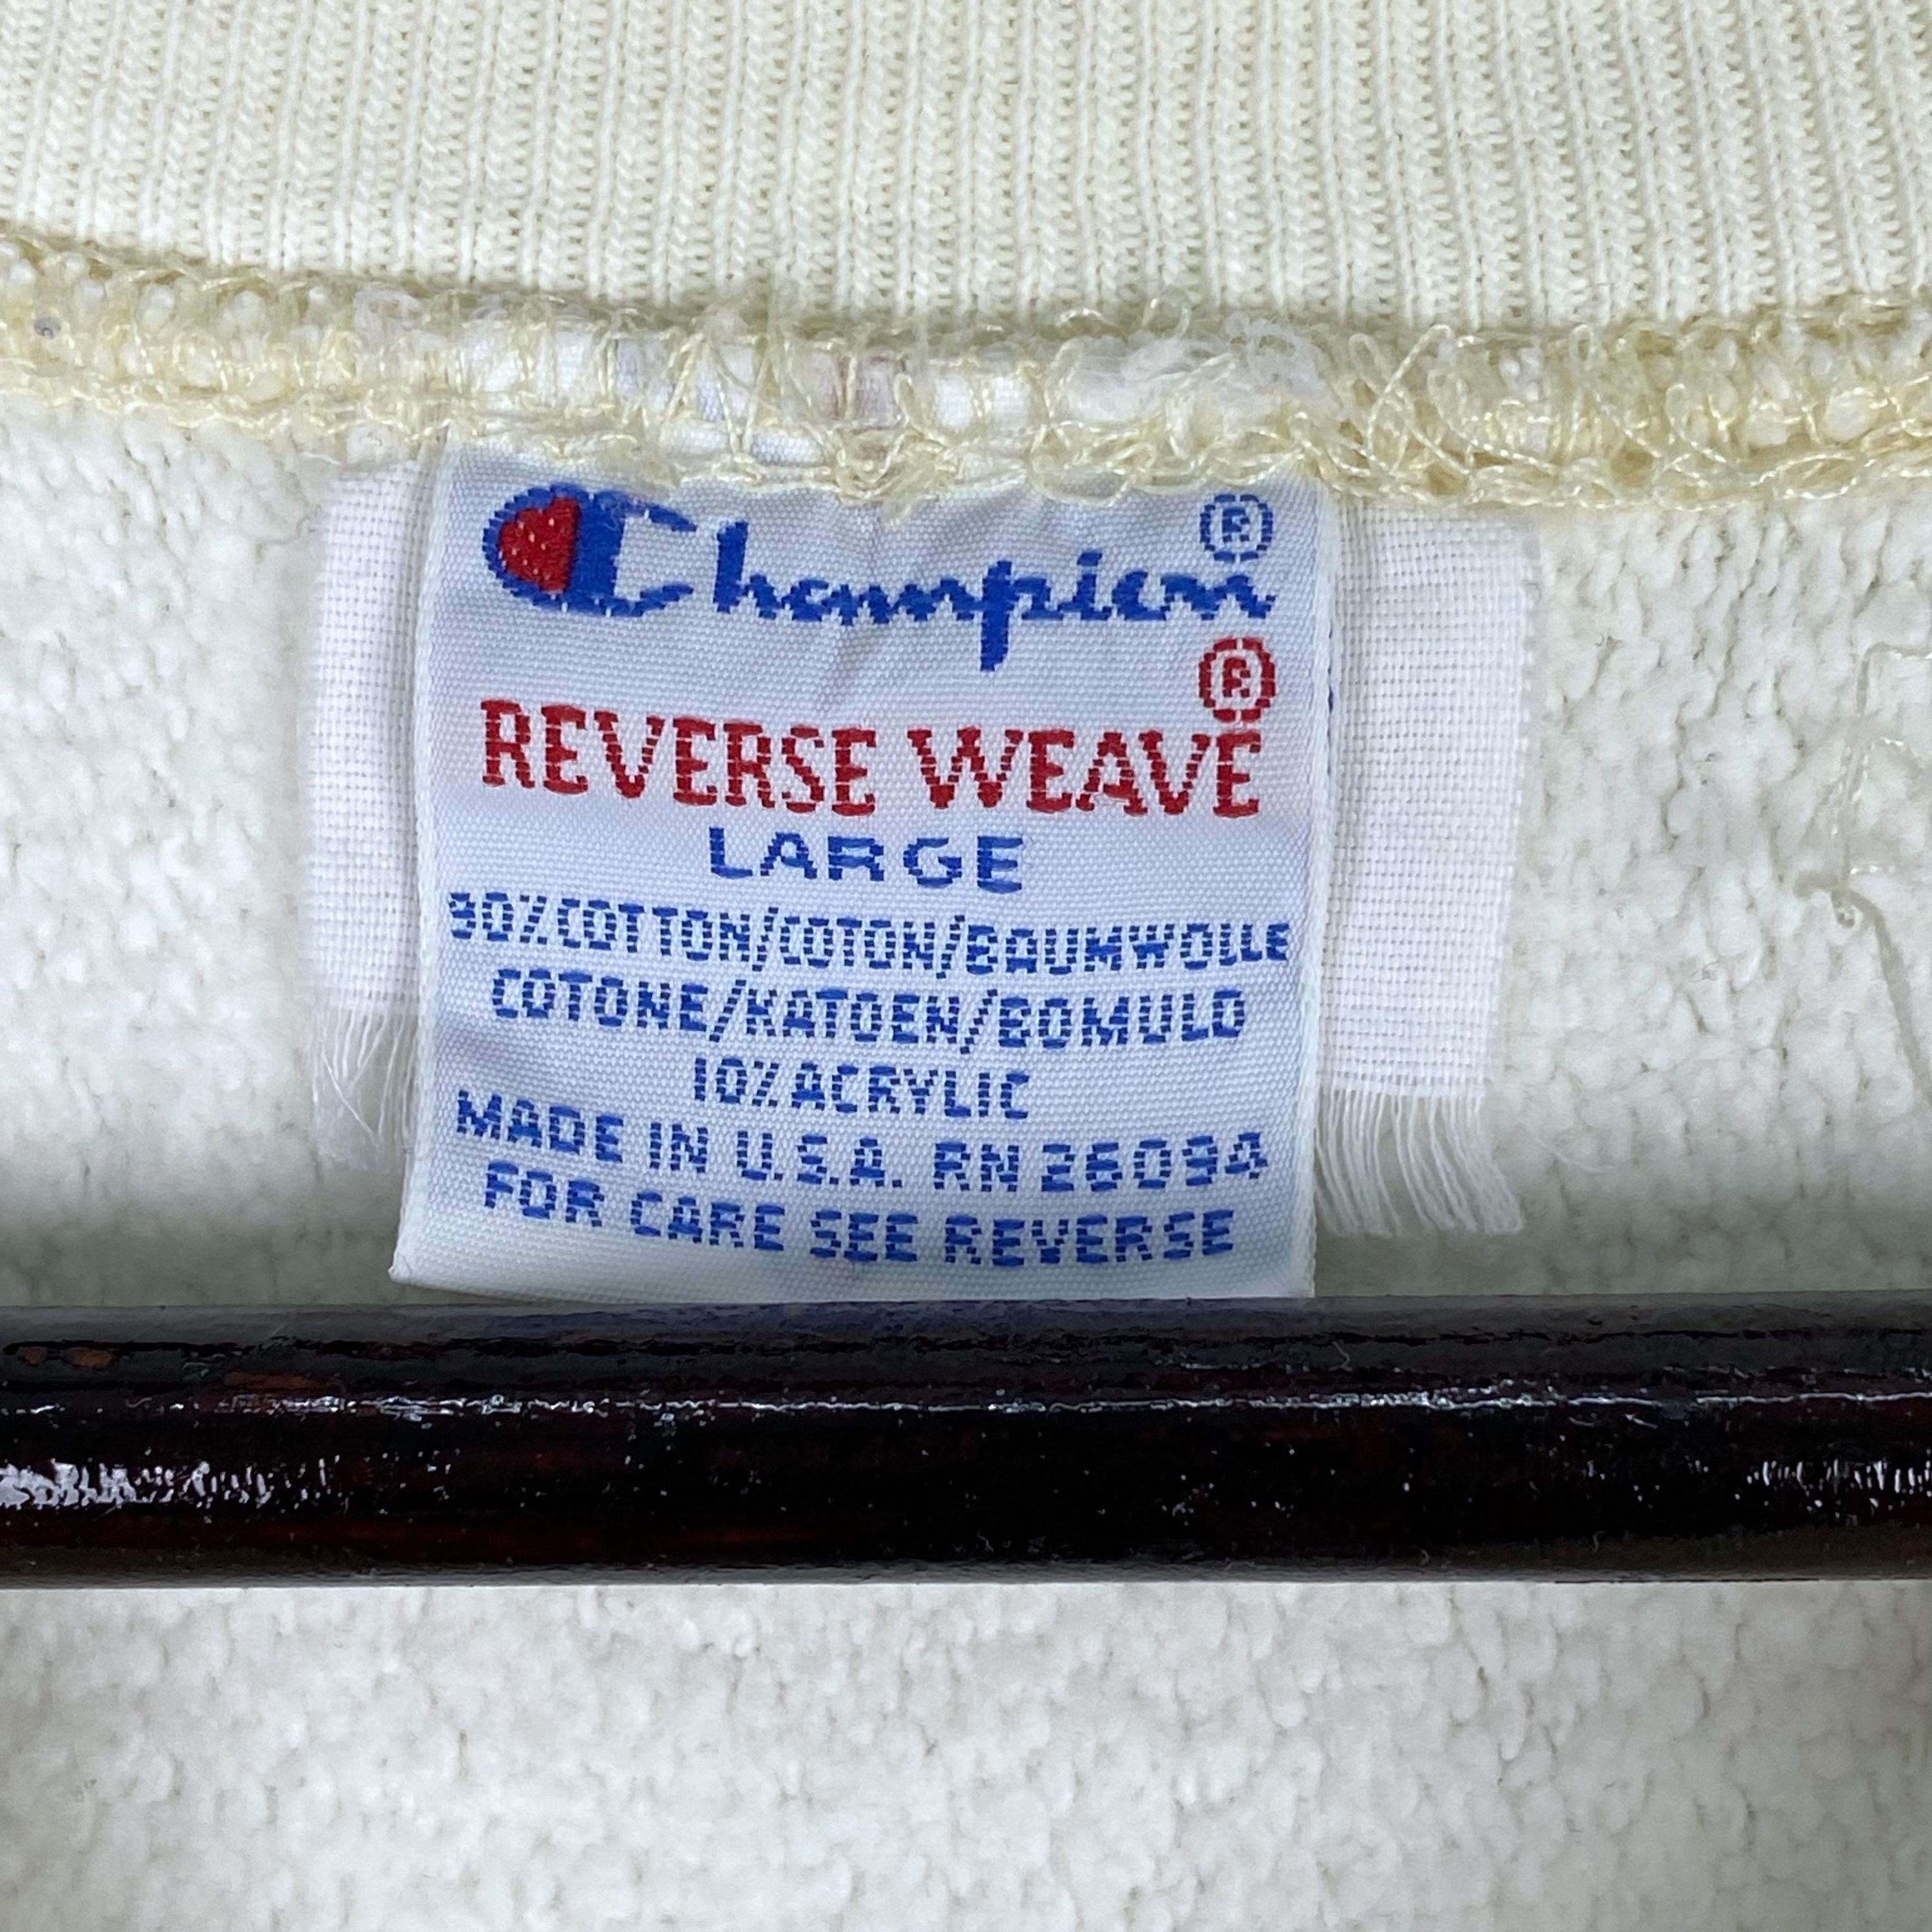 Champion®
REVERSE WEAVE®
LARGE
90% COTTON/COTON/BAUMWOLLE
COTONE/KATOEN/BOMULD
10% ACRYLIC
MADE IN U.S.A. RN 26094
FOR CARE SEE REVERSE